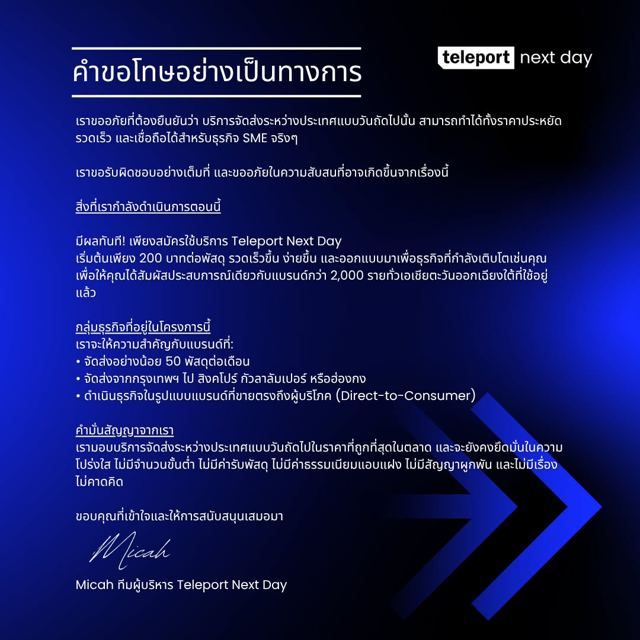 คำขอโทษอย่างเป็นทางการ
teleport next day
เราขออภัยที่ต้องยืนยันว่า บริการจัดส่งระหว่างประเทศแบบวันถัดไปนั้น สามารถทำได้ทั้งราคาประหยัด
รวดเร็ว และเชื่อถือได้สำหรับธุรกิจ SME จริงๆ
เราขอรับผิดชอบอย่างเต็มที่ และขออภัยในความสับสนที่อาจเกิดขึ้นจากเรื่องนี้
สิ่งที่เรากำลังดำเนินการตอนนี้
มีผลทันที! เพียงสมัครใช้บริการ Teleport Next Day
เริ่มต้นเพียง 200 บาทต่อพัสดุ รวดเร็วขึ้น ง่ายขึ้น และออกแบบมาเพื่อธุรกิจที่กำลังเติบโตเช่นคุณ
เพื่อให้คุณได้สัมผัสประสบการณ์เดียวกับแบรนด์กว่า 2,000 รายทั่วเอเชียตะวันออกเฉียงใต้ที่ใช้อยู่
แล้ว
กลุ่มธุรกิจที่อยู่ในโครงการนี้
เราจะให้ความสำคัญกับแบรนด์ที่:
• จัดส่งอย่างน้อย 50 พัสดุต่อเดือน
• จัดส่งจากกรุงเทพฯ ไป สิงคโปร์ กัวลาลัมเปอร์ หรือฮ่องกง
• ดำเนินธุรกิจในรูปแบบแบรนด์ที่ขายตรงถึงผู้บริโภค (Direct-to-Consumer)
คำมั่นสัญญาจากเรา
เรามอบบริการจัดส่งระหว่างประเทศแบบวันถัดไปในราคาที่ถูกที่สุดในตลาด และจะยังคงยึดมั่นในความ
โปร่งใส ไม่มีจำนวนขั้นต่ำ ไม่มีค่ารับพัสดุ ไม่มีค่าธรรมเนียมแอบแฝง ไม่มีสัญญาผูกพัน และไม่มีเรื่อง
ไม่คาดคิด
ขอบคุณที่เข้าใจและให้การสนับสนุนเสมอมา
Micah
Micah ทีมผู้บริหาร Teleport Next Day